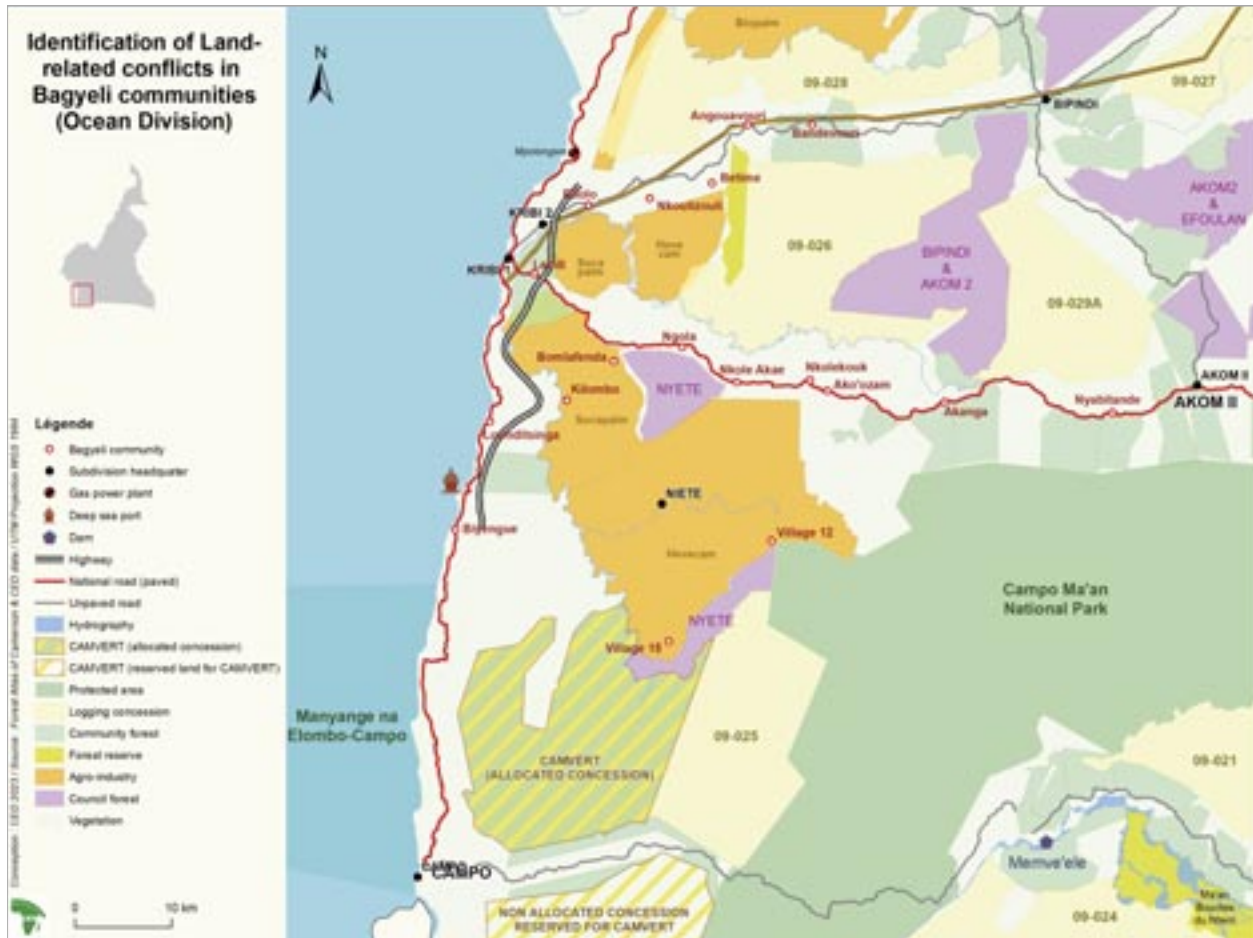 Identification of Land-
related conflicts in
Bagyeli communities
(Ocean Division)
N
09-028
09-027
BIPINDI
Bandevouri
Betime
KRIBI 2
KRIBI 1
09-026
BIPINDI
&
AKOM 2
AKOM2
&
EFOULAN
09-029A
Ngola
Bomlafenda
NYETE
Nkole Akae
Nkolekouk
Ako'ozam
Akanga
Nyabitande
AKOM II
AKOM II
Kilombo
Socapalm
NIETE
Village 12
Hevecam
NYETE
Village 15
Campo Ma'an
National Park
Manyange na
Elombo-Campo
CAMVERT
(ALLOCATED CONCESSION)
09-025
09-021
Memve'ele
CAMPO
NON ALLOCATED CONCESSION
RESERVED FOR CAMVERT
09-024
Légende
Bagyeli community
Subdivision headquater
Gas power plant
Deep sea port
Dam
Highway
National road (paved)
Unpaved road
Hydrography
CAMVERT (allocated concession)
CAMVERT (reserved land for CAMVERT)
Protected area
Logging concession
Community forest
Forest reserve
Agro-industry
Council forest
Vegetation
0 10 km